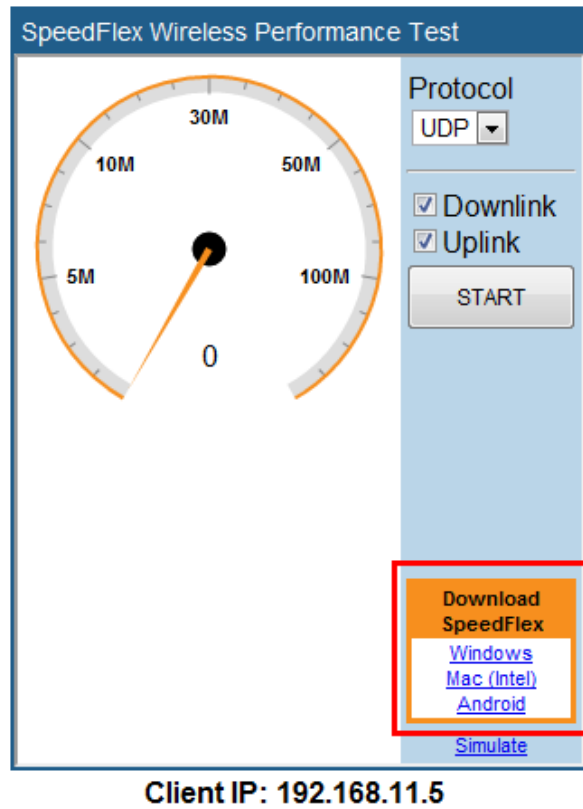 SpeedFlex Wireless Performance Test
30M
10M
50M
5M
100M
0
Protocol
UDP
Downlink
Uplink
START
Download
SpeedFlex
Windows
Mac (Intel)
Android
Simulate
Client IP: 192.168.11.5